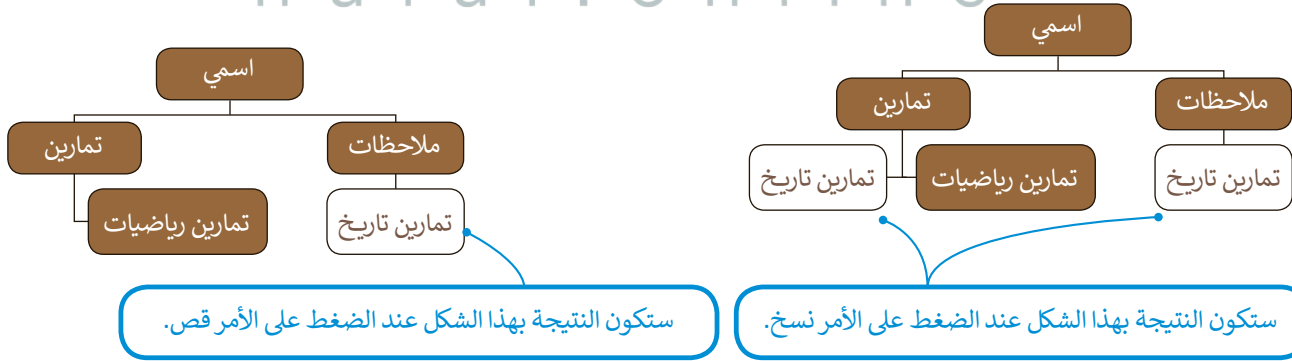 اسمي
ملاحظات
تمارين
تمارين تاريخ
تمارين رياضيات
تمارين تاريخ
ستكون النتيجة بهذا الشكل عند الضغط على الأمر نسخ.
اسمي
ملاحظات
تمارين
تمارين تاريخ
تمارين رياضيات
ستكون النتيجة بهذا الشكل عند الضغط على الأمر قص.